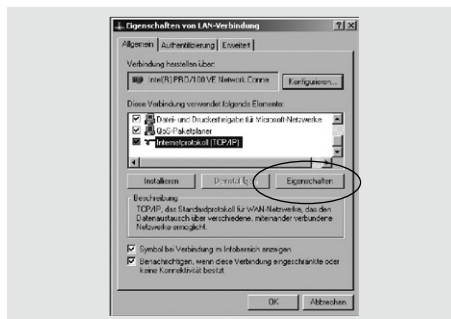 Eigenschaften von LAN-Verbindung
Allgemein Authentifizierung Erweitert
Verbindung herstellen über:
Intel(R) PRO/100 VE Network Conne Konfigurieren...
Diese Verbindung verwendet folgende Elemente:
Datei- und Druckerfreigabe für Microsoft-Netzwerke
QoS-Paketplaner
Internetprotokoll (TCP/IP)
Installieren Deinstallieren Eigenschaften
Beschreibung
TCP/IP, das Standardprotokoll für WAN-Netzwerke, das den
Datenaustausch über verschiedene, miteinander verbundene
Netzwerke ermöglicht.
Symbol bei Verbindung im Infobereich anzeigen
Benachrichtigen, wenn diese Verbindung eingeschränkte oder
keine Konnektivität besitzt
OK Abbrechen